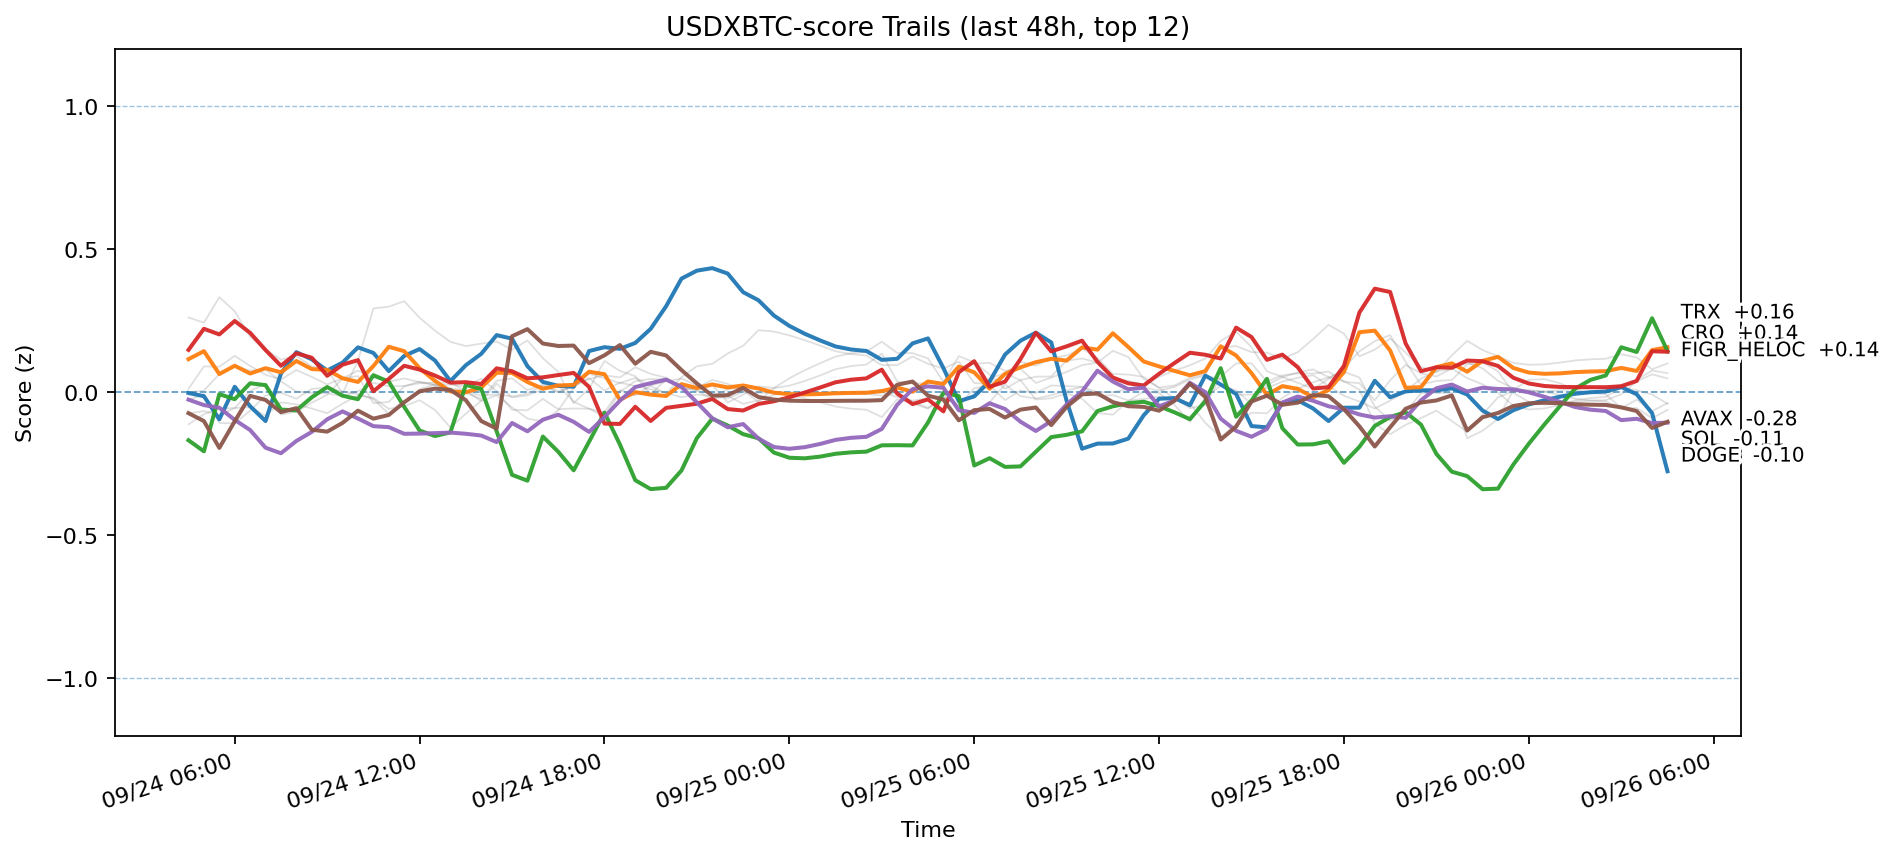 USDXBTC-score Trails (last 48h, top 12)
Score (z)
1.0
0.5
0.0
−0.5
−1.0
TRX +0.16
CRO +0.14
FIGR_HELOC +0.14
AVAX -0.28
SOL -0.11
DOGE -0.10
09/24 06:00
09/24 12:00
09/24 18:00
09/25 00:00
09/25 06:00
09/25 12:00
09/25 18:00
09/26 00:00
09/26 06:00
Time